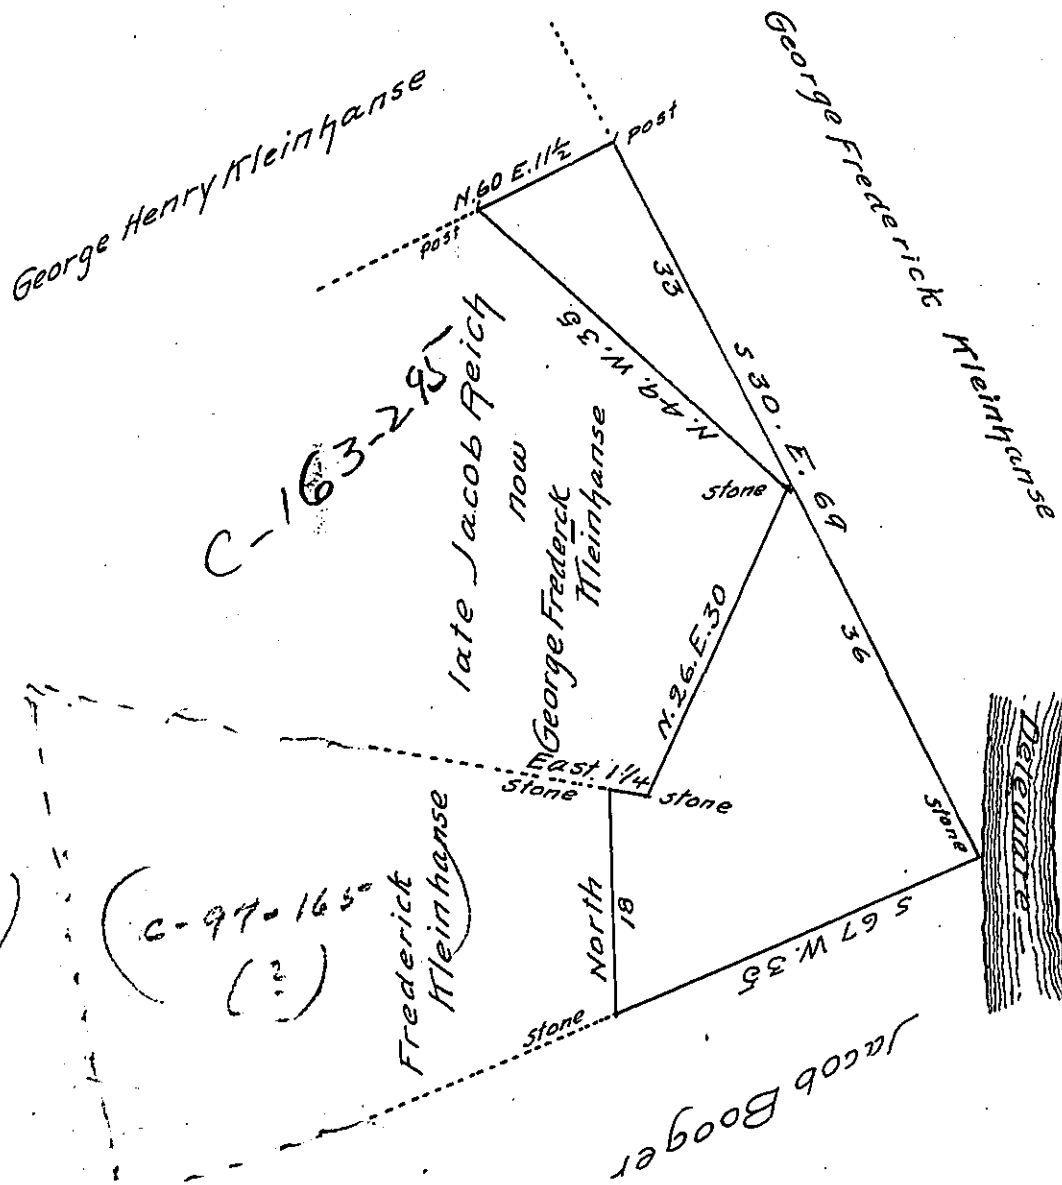 George Henry Kleinhanse
George Frederick Kleinhanse
post
N.60 E.11½
post
33
N.49.W.35
S 30. E. 69
C-163-295
late Jacob Reich
now
George Frederck
Kleinhanse
stone
N.26.E.30
36
East 1¼
stone
stone
Deleware
stone
North
18
(C-97-165
(?)
Frederick
Kleinhanse
stone
S 67 W.35
Jacob Booger